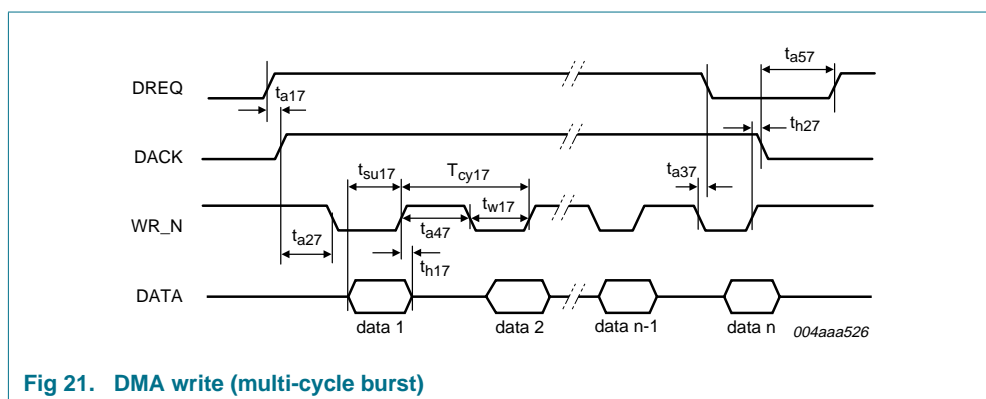 DREQ
t_a17
t_a57
DACK
t_h27
t_su17
T_cy17
t_a37
WR_N
t_w17
t_a27
t_a47
t_h17
DATA
data 1
data 2
data n-1
data n
004aaa526
Fig 21. DMA write (multi-cycle burst)